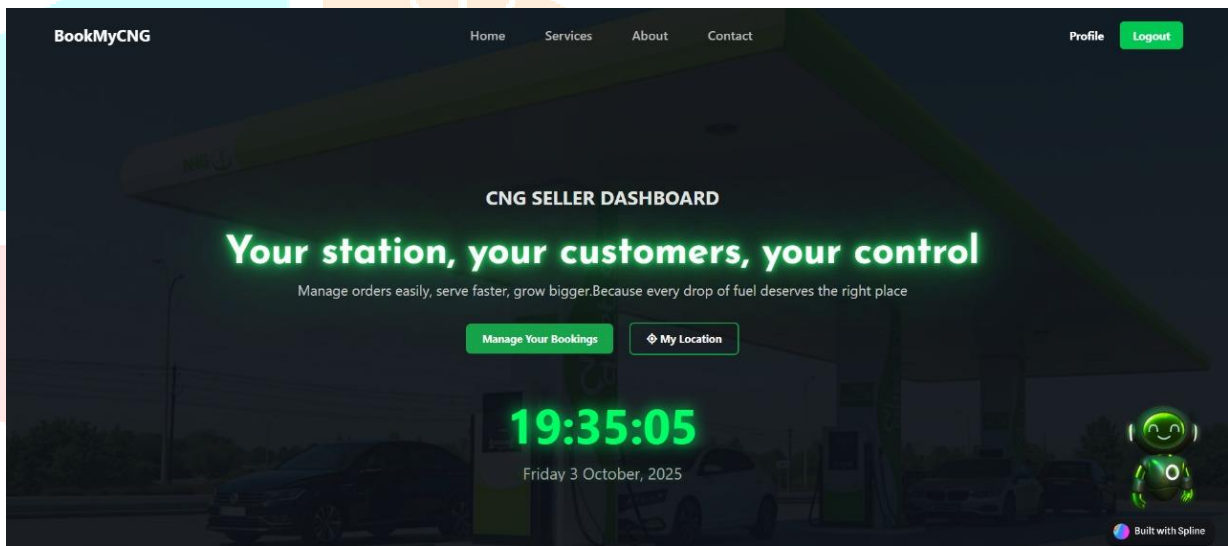 BookMyCNG
Home Services About Contact
Profile Logout
CNG SELLER DASHBOARD
Your station, your customers, your control
Manage orders easily, serve faster, grow bigger.Because every drop of fuel deserves the right place
Manage Your Bookings My Location
19:35:05
Friday 3 October, 2025
Built with Spline